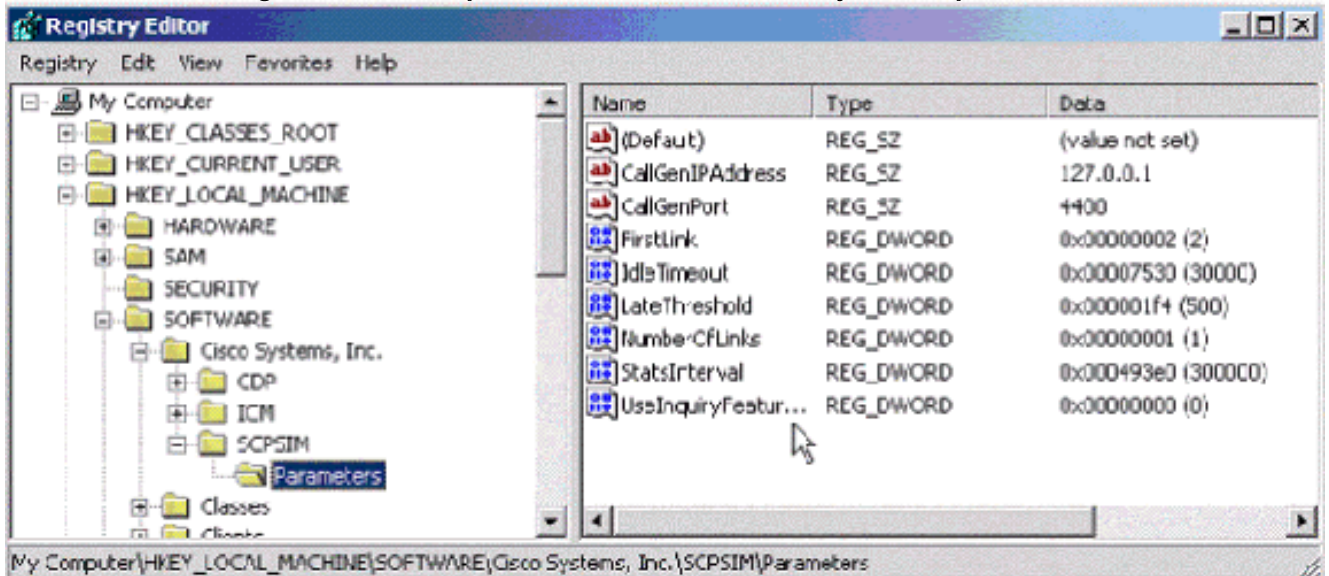 Registry Editor
Registry Edit View Favorites Help
My Computer
HKEY_CLASSES_ROOT
HKEY_CURRENT_USER
HKEY_LOCAL_MACHINE
HARDWARE
SAM
SECURITY
SOFTWARE
Cisco Systems, Inc.
CDP
ICM
SCPSIM
Parameters
Classes
Clients
Name Type Data
(Default) REG_SZ (value not set)
CallGenIPAddress REG_SZ 127.0.0.1
CallGenPort REG_SZ 4400
FirstLink REG_DWORD 0x00000002 (2)
IdleTimeout REG_DWORD 0x00007530 (30000)
LateThreshold REG_DWORD 0x000001f4 (500)
NumberOfLinks REG_DWORD 0x00000001 (1)
StatsInterval REG_DWORD 0x000493e0 (300000)
UseInquiryFeatur... REG_DWORD 0x00000000 (0)
My Computer\HKEY_LOCAL_MACHINE\SOFTWARE\Cisco Systems, Inc.\SCPSIM\Parameters